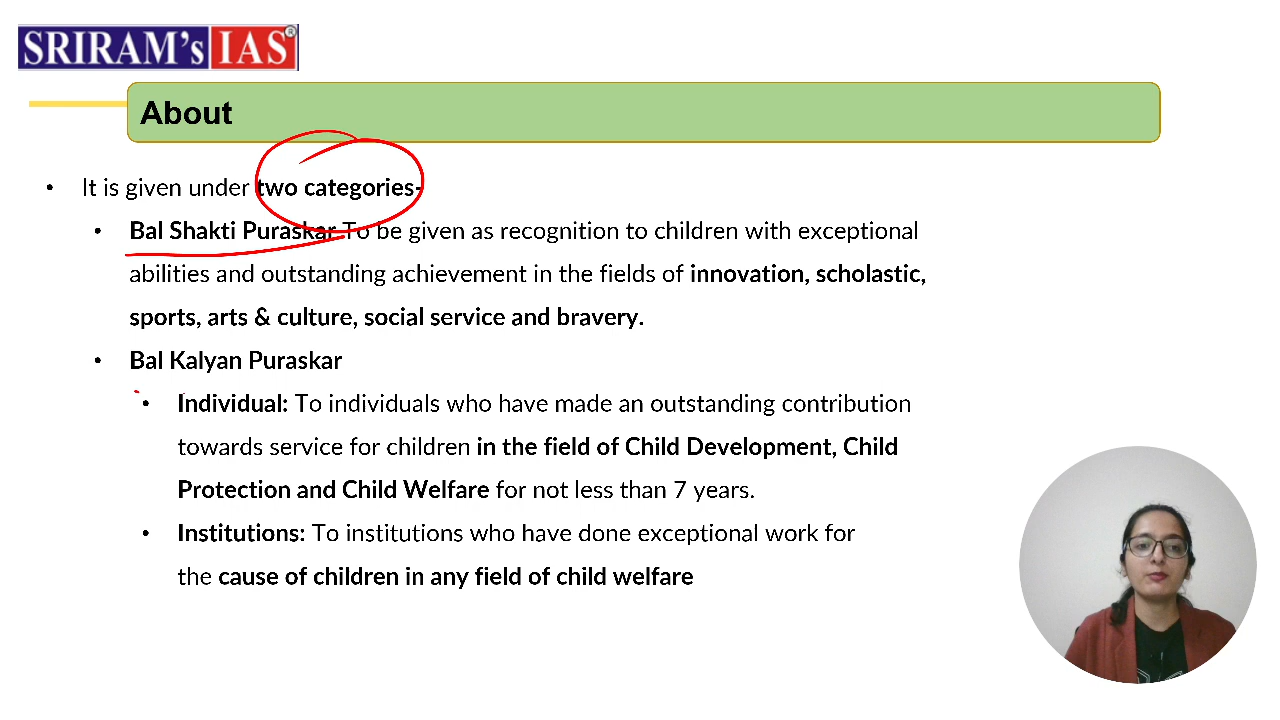 SRIRAM's IAS®
About
• It is given under two categories-
• Bal Shakti Puraskar To be given as recognition to children with exceptional
abilities and outstanding achievement in the fields of innovation, scholastic,
sports, arts & culture, social service and bravery.
• Bal Kalyan Puraskar
• Individual: To individuals who have made an outstanding contribution
towards service for children in the field of Child Development, Child
Protection and Child Welfare for not less than 7 years.
• Institutions: To institutions who have done exceptional work for
the cause of children in any field of child welfare